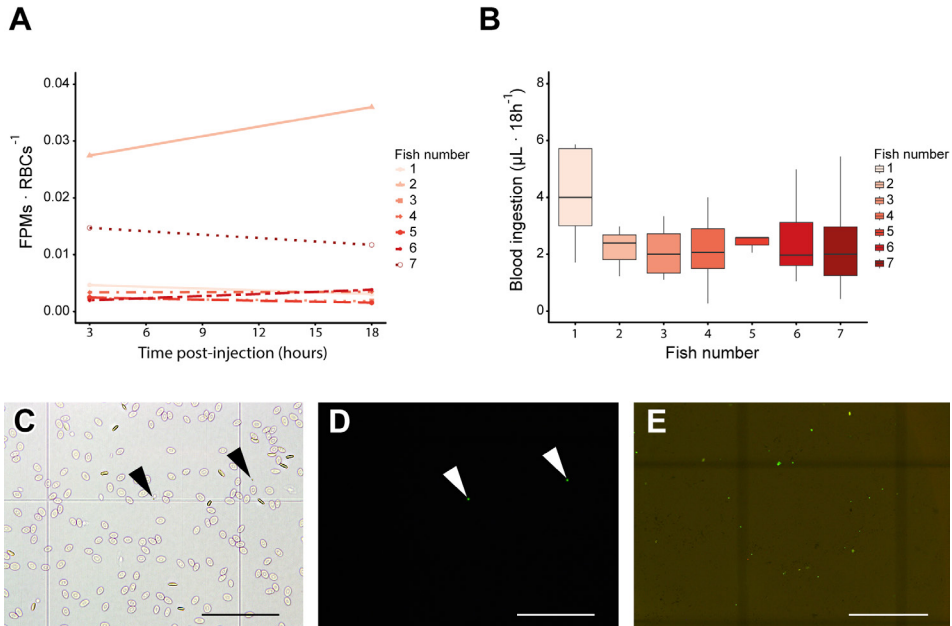 A
FPMs · RBCs⁻¹
0.04
0.03
0.02
0.01
0.00
3 6 9 12 15 18
Time post-injection (hours)
Fish number
1
2
3
4
5
6
7
B
Blood ingestion (µL · 18h⁻¹)
8
6
4
2
0
1 2 3 4 5 6 7
Fish number
Fish number
1
2
3
4
5
6
7
C
D
E